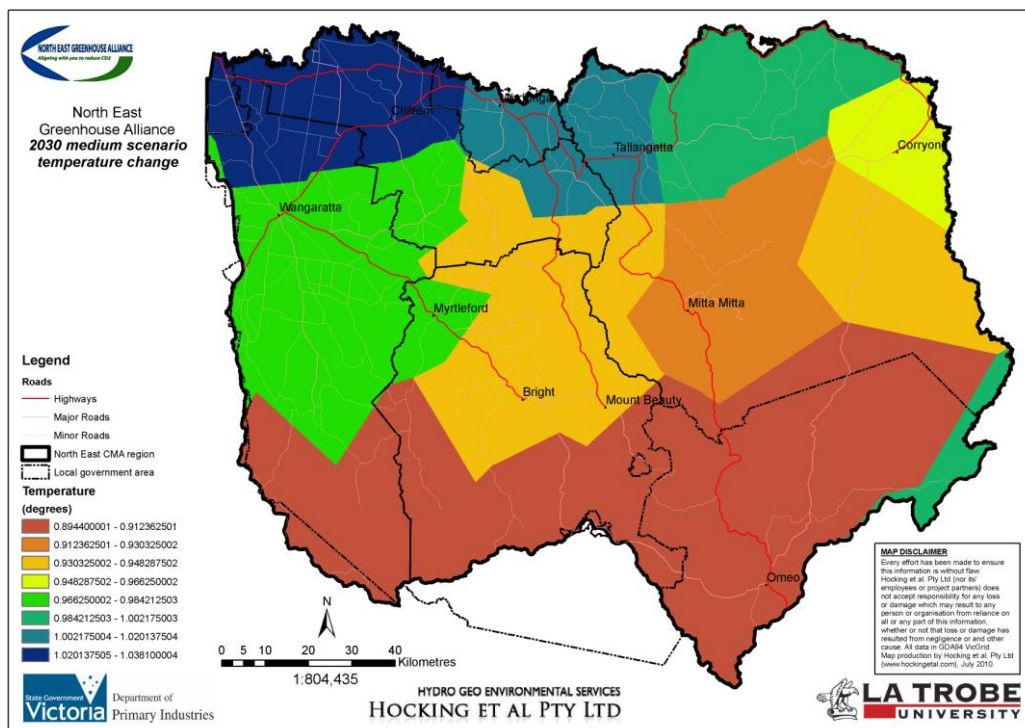 NORTH EAST GREENHOUSE ALLIANCE
Aligning with you to reduce CO2
North East
Greenhouse Alliance
2030 medium scenario
temperature change
Chiltern
Tallangatta
Corryong
Wangaratta
Myrtleford
Mitta Mitta
Bright
Mount Beauty
Omeo
Legend
Roads
Highways
Major Roads
Minor Roads
North East CMA region
Local government area
Temperature
(degrees)
0.894400001 - 0.912362501
0.912362501 - 0.930325002
0.930325002 - 0.948287502
0.948287502 - 0.966250002
0.966250002 - 0.984212503
0.984212503 - 1.002175003
1.002175004 - 1.020137504
1.020137505 - 1.038100004
N
0 5 10 20 30 40
Kilometres
1:804,435
MAP DISCLAIMER
Every effort has been made to ensure
this information is without flaw.
Hocking et al. Pty Ltd (nor its'
employees or project partners) does
not accept responsibility for any loss
or damage which may result to any
person or organisation from reliance on
all or any part of this information,
whether or not that loss or damage has
resulted from negligence or any other
cause. All data in GDA94 VicGrid.
Map production by Hocking et al. Pty Ltd
(www.hockingetal.com), July 2010.
State Government
Victoria
Department of
Primary Industries
HYDRO GEO ENVIRONMENTAL SERVICES
HOCKING ET AL PTY LTD
LA TROBE
UNIVERSITY